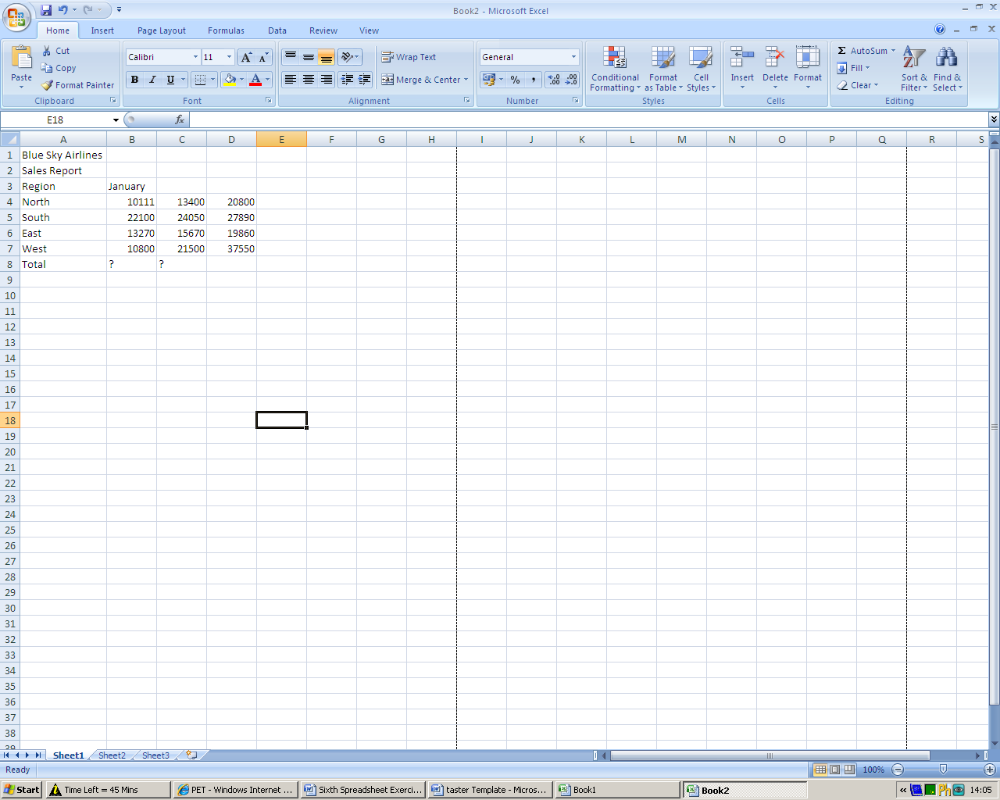 Book2 - Microsoft Excel
Home Insert Page Layout Formulas Data Review View
Paste Cut Copy Format Painter Clipboard
Calibri 11 A A B I U A Font
Wrap Text Merge & Center Alignment
General % , .00 .0 Number
Conditional Formatting Format as Table Cell Styles Styles
Insert Delete Format Cells
Σ AutoSum Fill Clear Sort & Filter Find & Select Editing
E18 fx
A B C D E F G H I J K L M N O P Q R S
1 Blue Sky Airlines
2 Sales Report
3 Region January
4 North 10111 13400 20800
5 South 22100 24050 27890
6 East 13270 15670 19860
7 West 10800 21500 37550
8 Total ? ?
9
10
11
12
13
14
15
16
17
18
19
20
21
22
23
24
25
26
27
28
29
30
31
32
33
34
35
36
37
38
39
Sheet1 Sheet2 Sheet3
Ready 100%
Start Time Left = 45 Mins PET - Windows Internet ... Sixth Spreadsheet Exerci... taster Template - Micros... Book1 Book2 « Ph 14:05